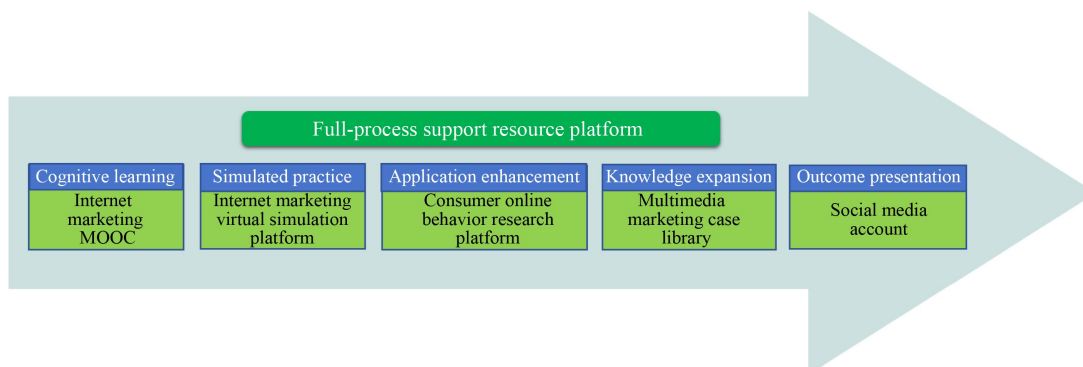 Full-process support resource platform
Cognitive learning
Internet
marketing
MOOC
Simulated practice
Internet marketing
virtual simulation
platform
Application enhancement
Consumer online
behavior research
platform
Knowledge expansion
Multimedia
marketing case
library
Outcome presentation
Social media
account